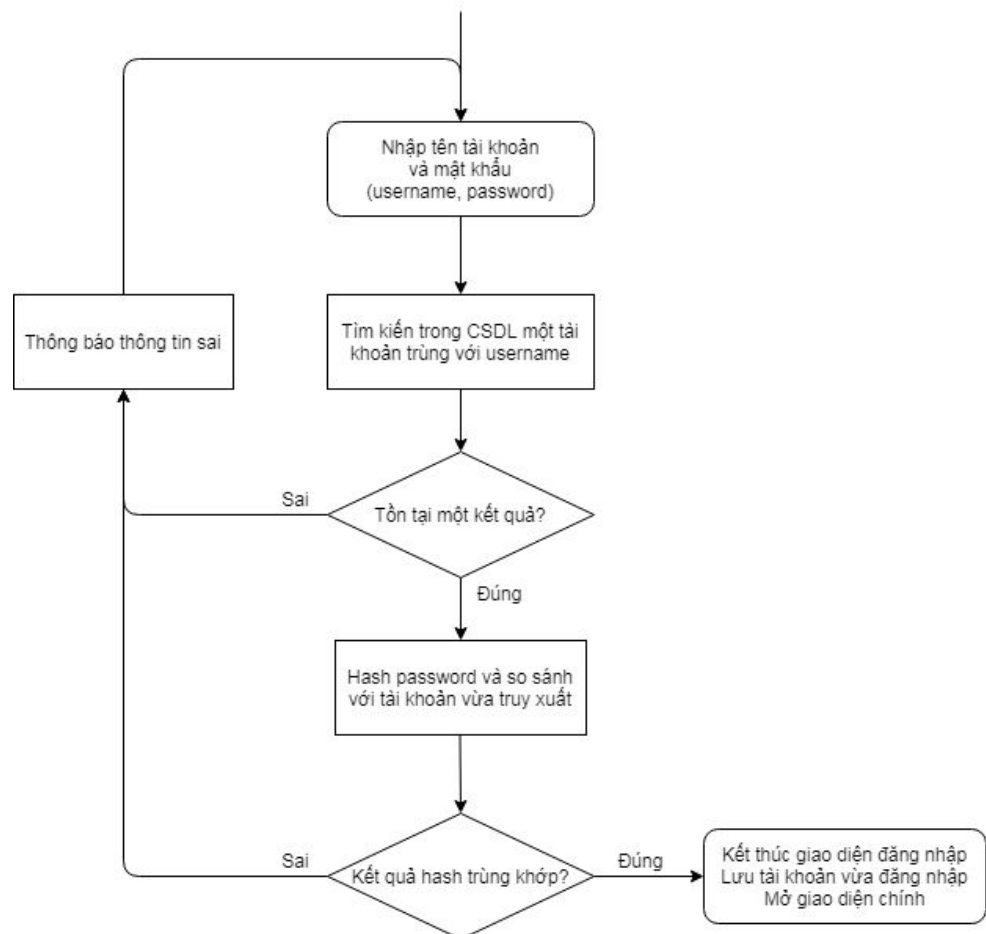 Nhập tên tài khoản
và mật khẩu
(username, password)
Thông báo thông tin sai
Tìm kiến trong CSDL một tài
khoản trùng với username
Sai
Tồn tại một kết quả?
Đúng
Hash password và so sánh
với tài khoản vừa truy xuất
Sai
Kết quả hash trùng khớp?
Đúng
Kết thúc giao diện đăng nhập
Lưu tài khoản vừa đăng nhập
Mở giao diện chính